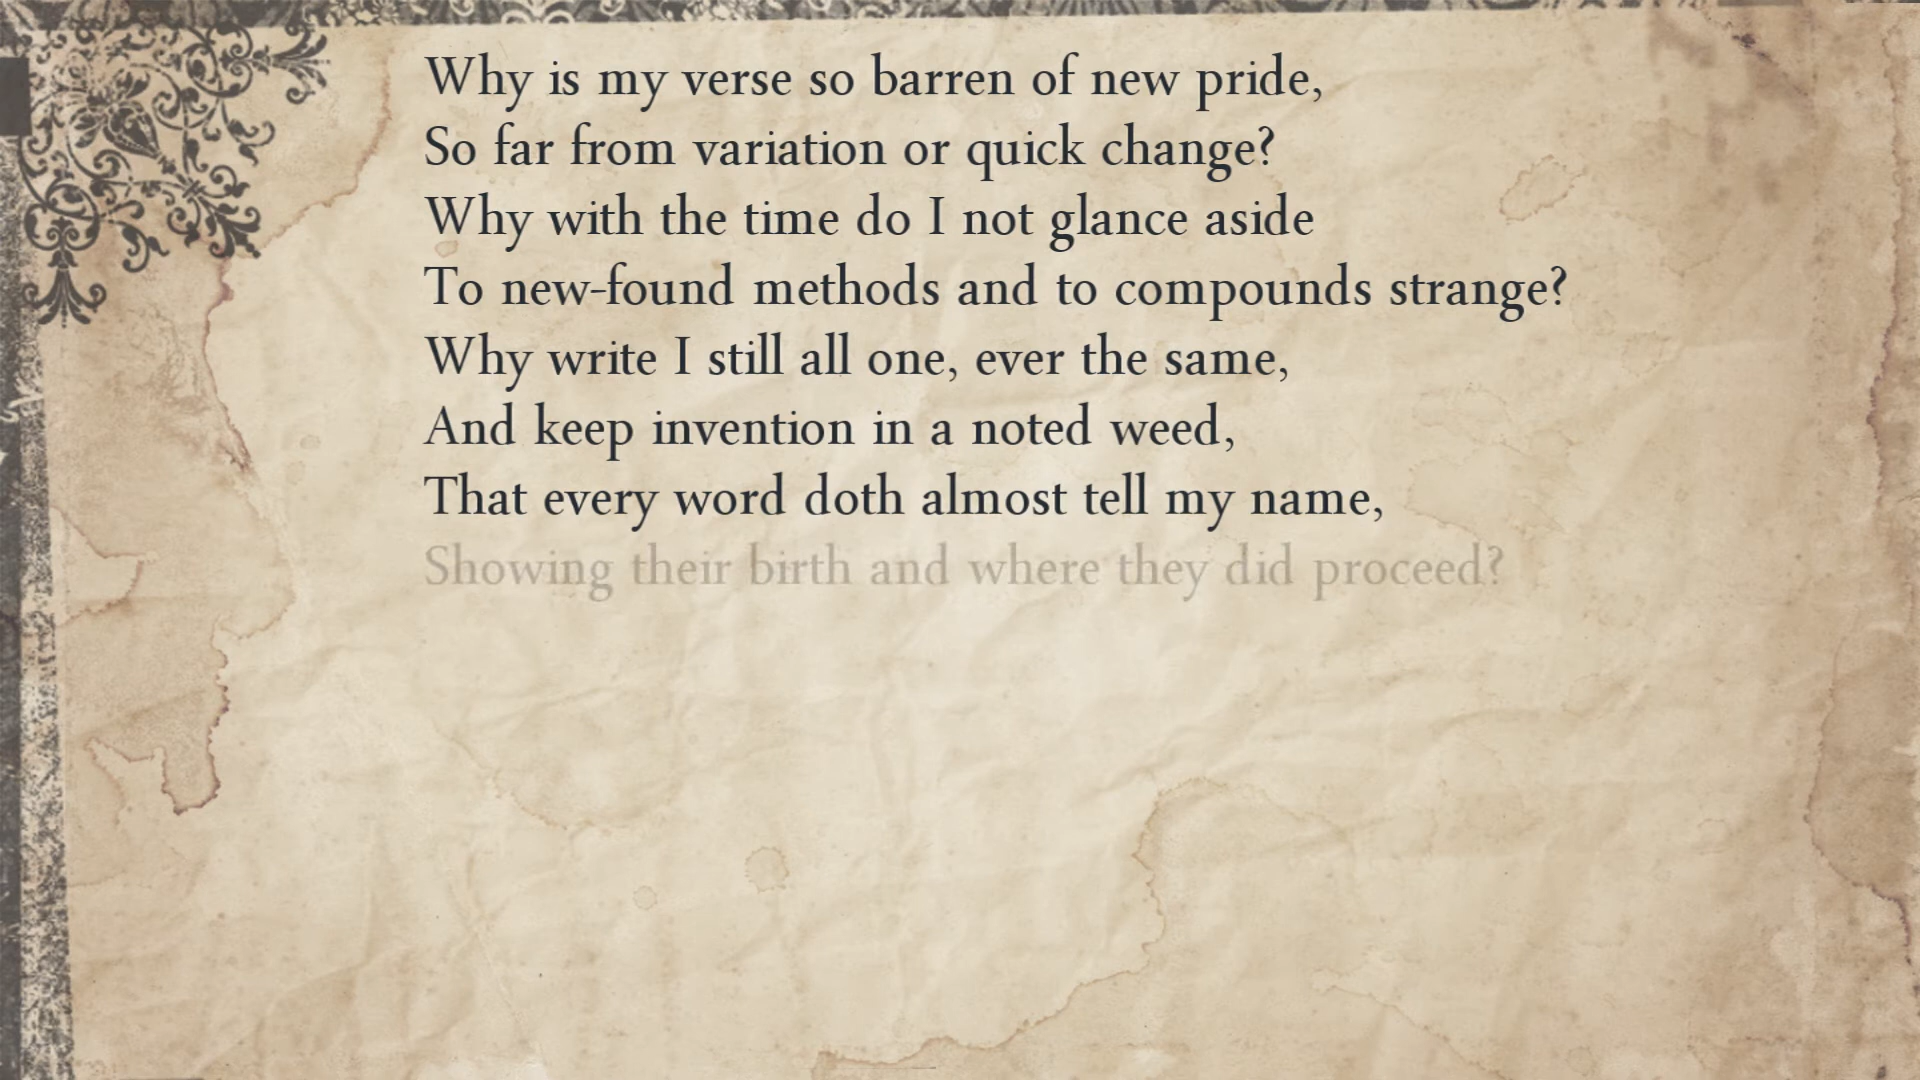 Why is my verse so barren of new pride,
So far from variation or quick change?
Why with the time do I not glance aside
To new-found methods and to compounds strange?
Why write I still all one, ever the same,
And keep invention in a noted weed,
That every word doth almost tell my name,
Showing their birth and where they did proceed?